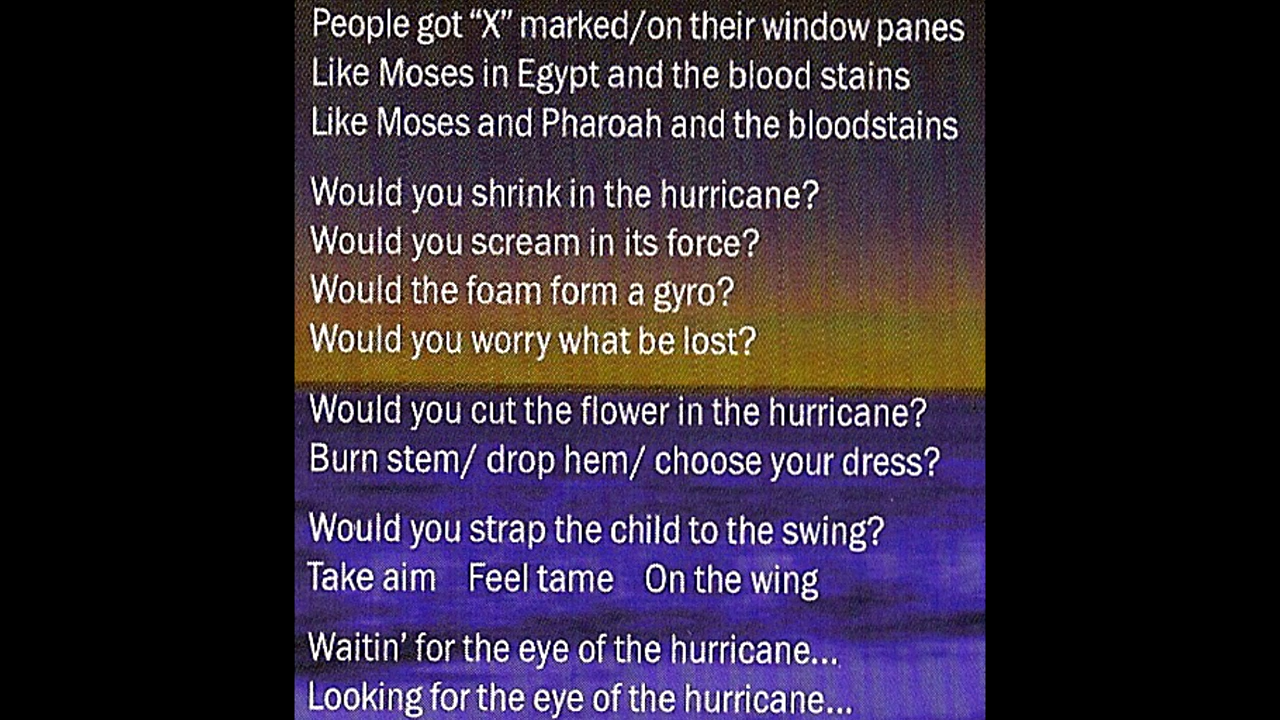 People got “X” marked/on their window panes
Like Moses in Egypt and the blood stains
Like Moses and Pharoah and the bloodstains
Would you shrink in the hurricane?
Would you scream in its force?
Would the foam form a gyro?
Would you worry what be lost?
Would you cut the flower in the hurricane?
Burn stem/ drop hem/ choose your dress?
Would you strap the child to the swing?
Take aim Feel tame On the wing
Waitin’ for the eye of the hurricane...
Looking for the eye of the hurricane...